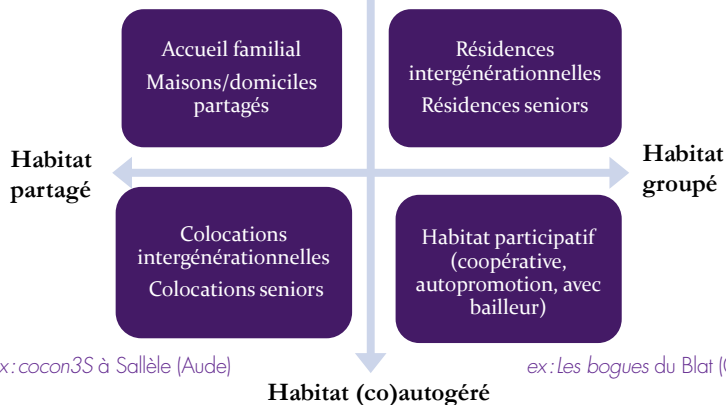 Accueil familial
Maisons/domiciles
partagés
Résidences
intergénérationnelles
Résidences seniors
Habitat
partagé
Habitat
groupé
Colocations
intergénérationnelles
Colocations seniors
Habitat participatif
(coopérative,
autopromotion, avec
bailleur)
x : cocon3S à Sallèle (Aude)
ex : Les bogues du Blat (
Habitat (co)autogéré